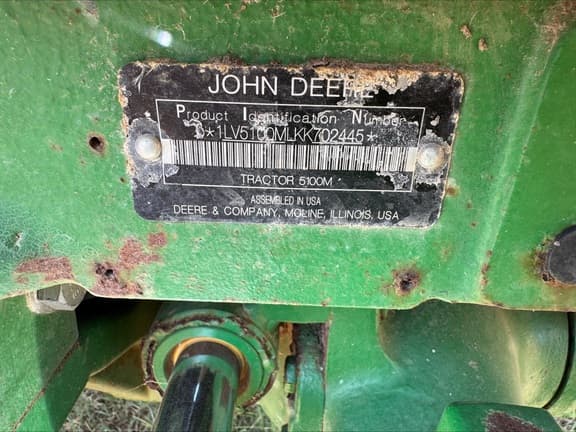 JOHN DEERE
Product Identification Number
*1LV5100MLKK702445*
TRACTOR 5100M
ASSEMBLED IN USA
DEERE & COMPANY, MOLINE, ILLINOIS, USA